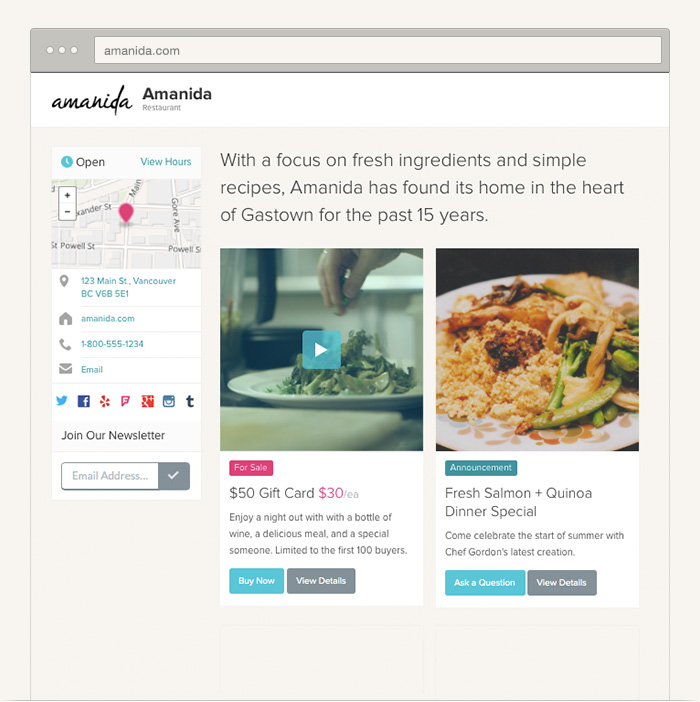 amanida.com
amanida
Amanida
Restaurant
Open
View Hours
+
-
Main
xander St
Gore Ave
St Powell St
Powell S
123 Main St., Vancouver
BC V6B 5E1
amanida.com
1-800-555-1234
Email
Join Our Newsletter
Email Address...
With a focus on fresh ingredients and simple
recipes, Amanida has found its home in the heart
of Gastown for the past 15 years.
For Sale
$50 Gift Card $30/ea
Enjoy a night out with with a bottle of
wine, a delicious meal, and a special
someone. Limited to the first 100 buyers.
Buy Now
View Details
Announcement
Fresh Salmon + Quinoa
Dinner Special
Come celebrate the start of summer with
Chef Gordon's latest creation.
Ask a Question
View Details